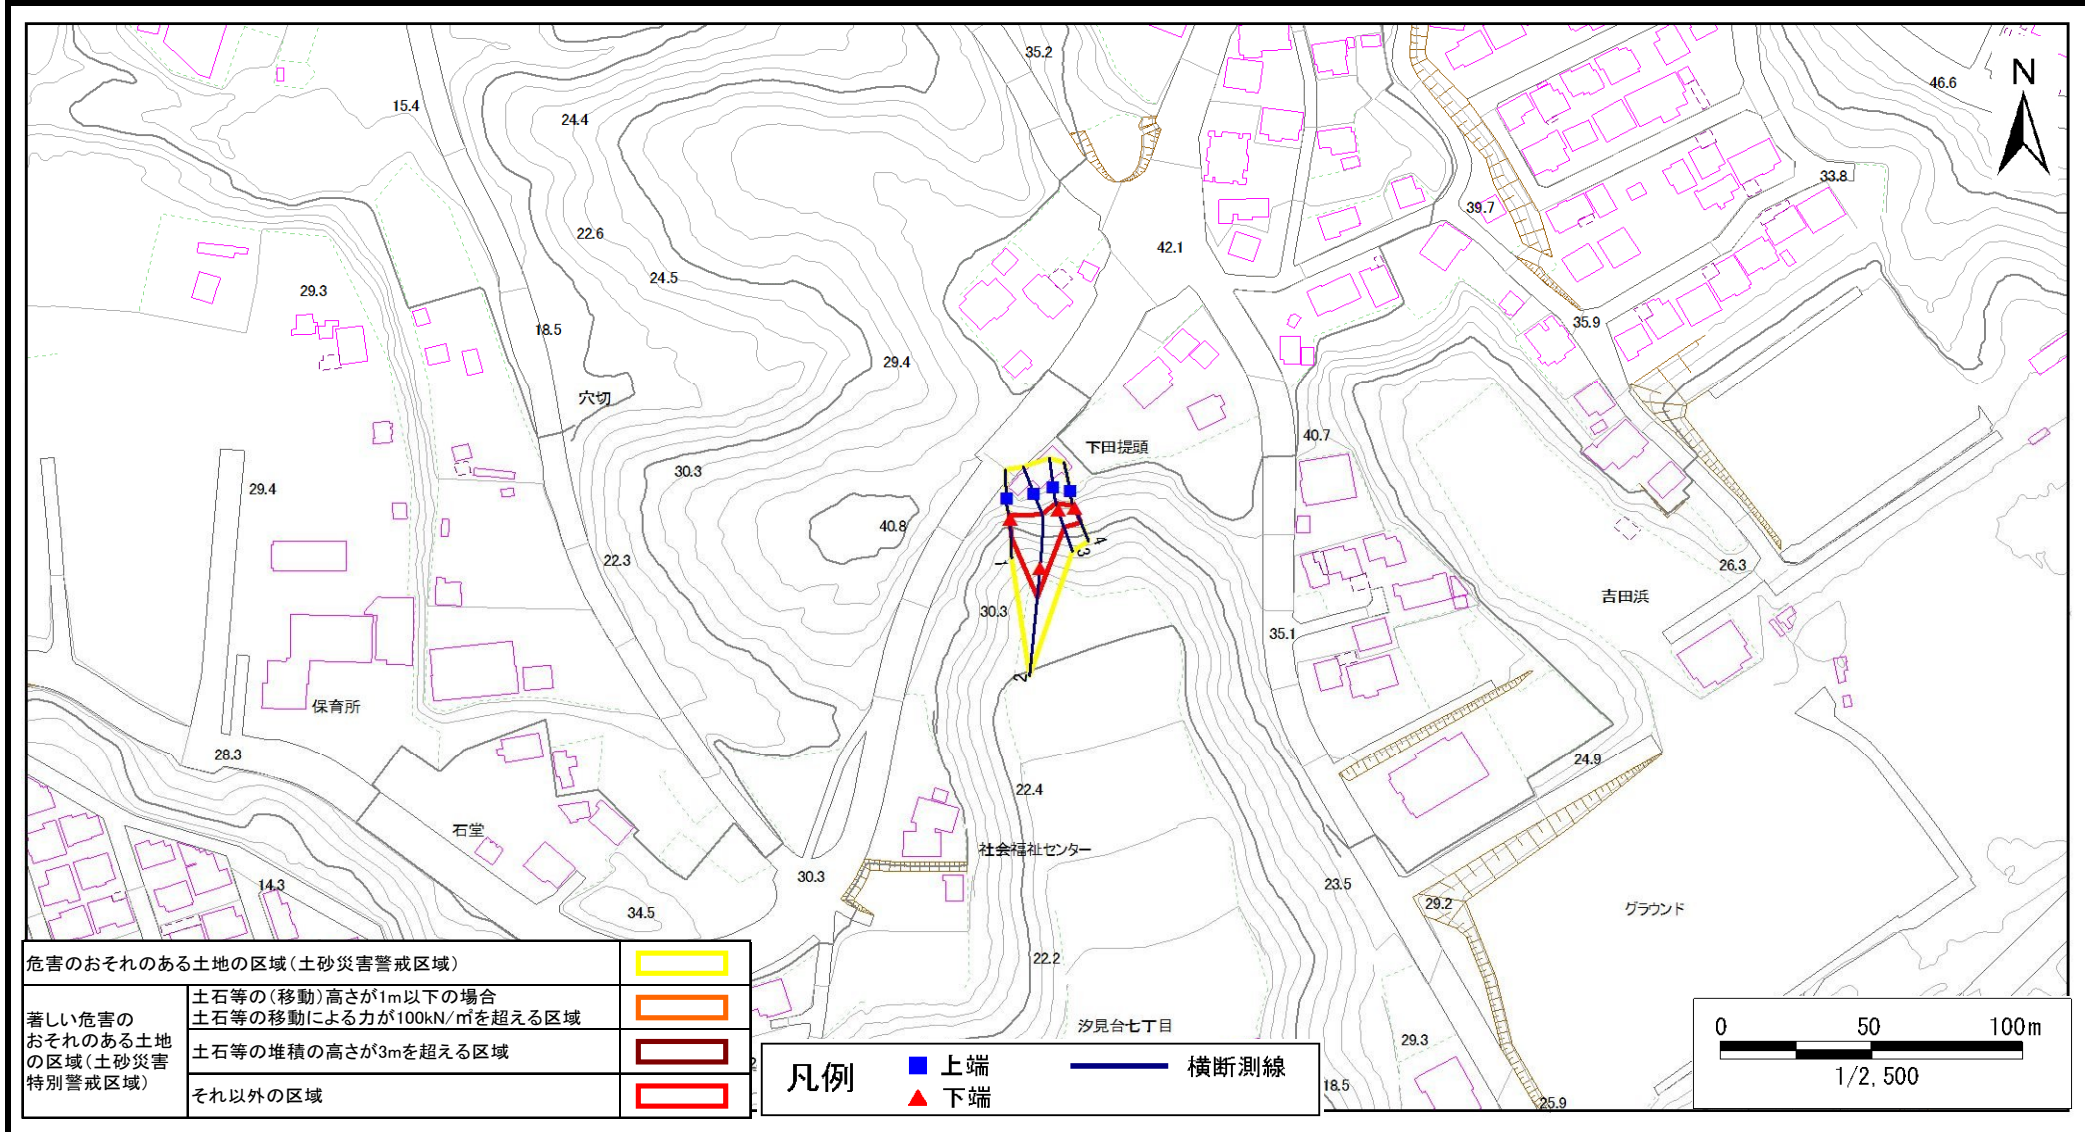 35.2
46.6
N
15.4
24.4
33.8
39.7
22.6
42.1
24.5
29.3
18.5
35.9
29.4
穴切
40.7
下田提頭
30.3
29.4
40.8
4
3
1
22.3
26.3
吉田浜
30.3
35.1
2
保育所
28.3
24.9
22.4
石堂
社会福祉センター
30.3
14.3
23.5
34.5
29.2
グラウンド
22.2
汐見台七丁目
29.3
18.5
25.9
危害のおそれのある土地の区域(土砂災害警戒区域)
著しい危害の
おそれのある土地
の区域(土砂災害
特別警戒区域)
土石等の(移動)高さが1m以下の場合
土石等の移動による力が100kN/㎡を超える区域
土石等の堆積の高さが3mを超える区域
それ以外の区域
凡例
上端
下端
横断測線
0 50 100m
1/2,500